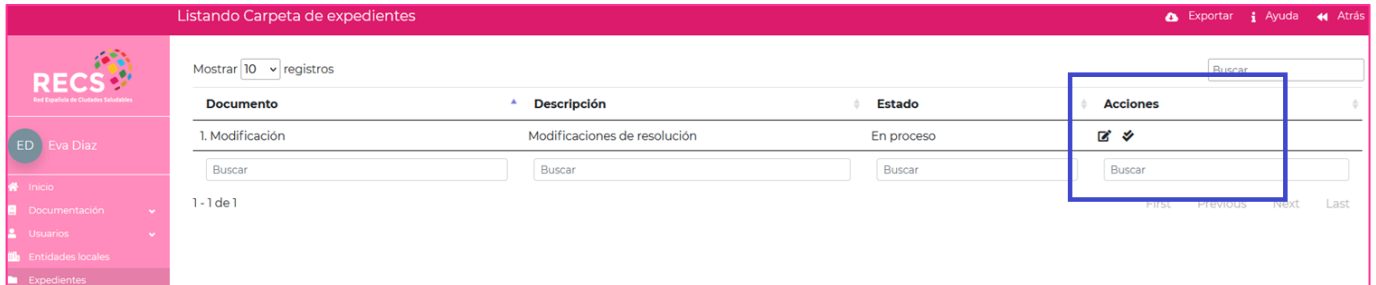 Listando Carpeta de expedientes
Exportar Ayuda Atrás
RECS
Red Española de Ciudades Saludables
Mostrar 10 registros
Buscar
Documento Descripción Estado Acciones
1. Modificación Modificaciones de resolución En proceso
Buscar Buscar Buscar Buscar
1 - 1 de 1
First Previous Next Last
ED Eva Diaz
Inicio
Documentación
Usuarios
Entidades locales
Expedientes